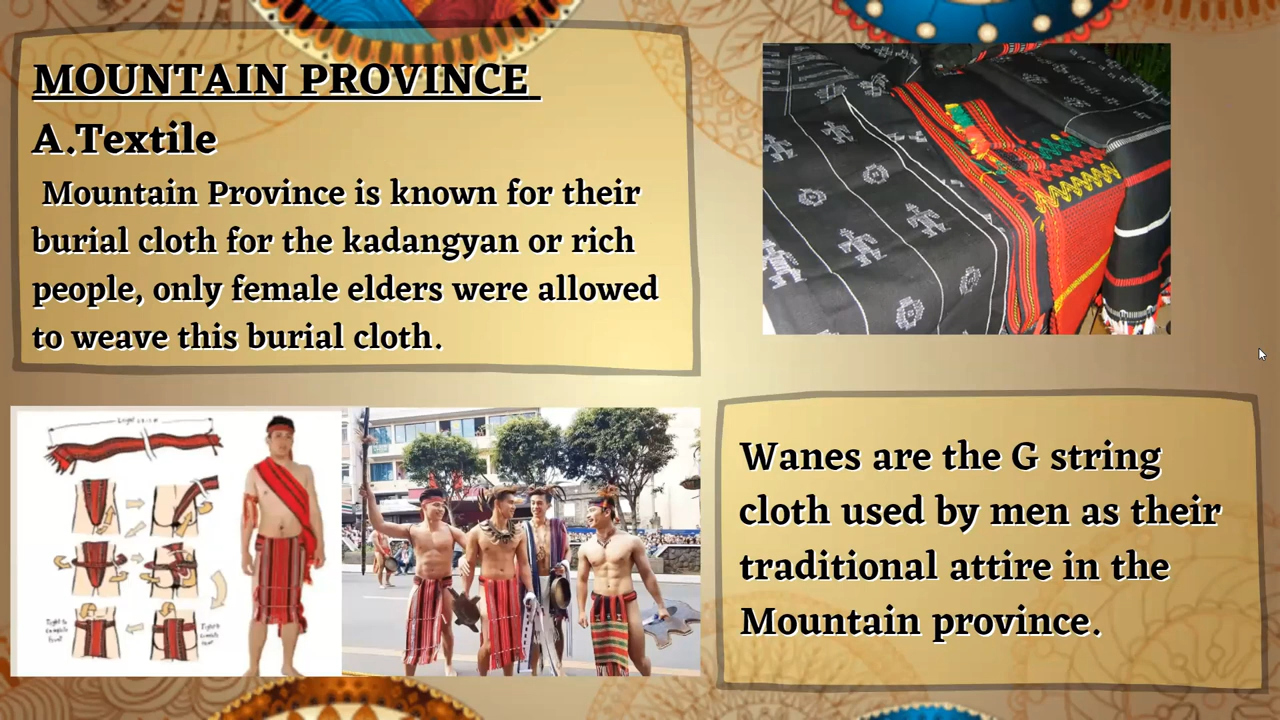 MOUNTAIN PROVINCE
A.Textile
Mountain Province is known for their
burial cloth for the kadangyan or rich
people, only female elders were allowed
to weave this burial cloth.
Wanes are the G string
cloth used by men as their
traditional attire in the
Mountain province.